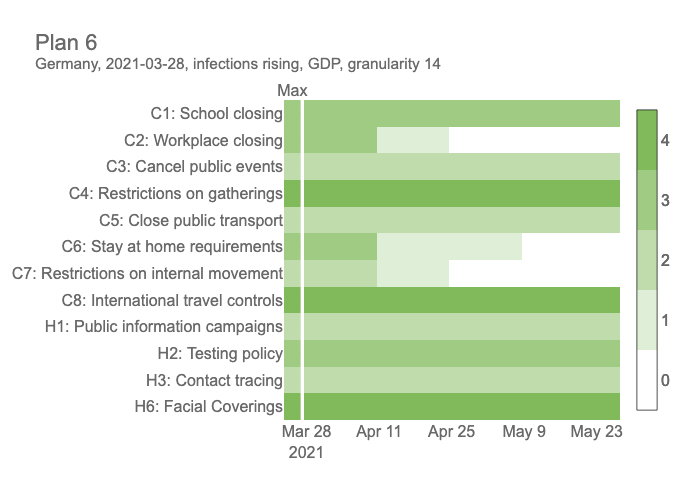 Plan 6
Germany, 2021-03-28, infections rising, GDP, granularity 14
Max
C1: School closing
C2: Workplace closing
C3: Cancel public events
C4: Restrictions on gatherings
C5: Close public transport
C6: Stay at home requirements
C7: Restrictions on internal movement
C8: International travel controls
H1: Public information campaigns
H2: Testing policy
H3: Contact tracing
H6: Facial Coverings
4
3
2
1
0
Mar 28 Apr 11 Apr 25 May 9 May 23
2021